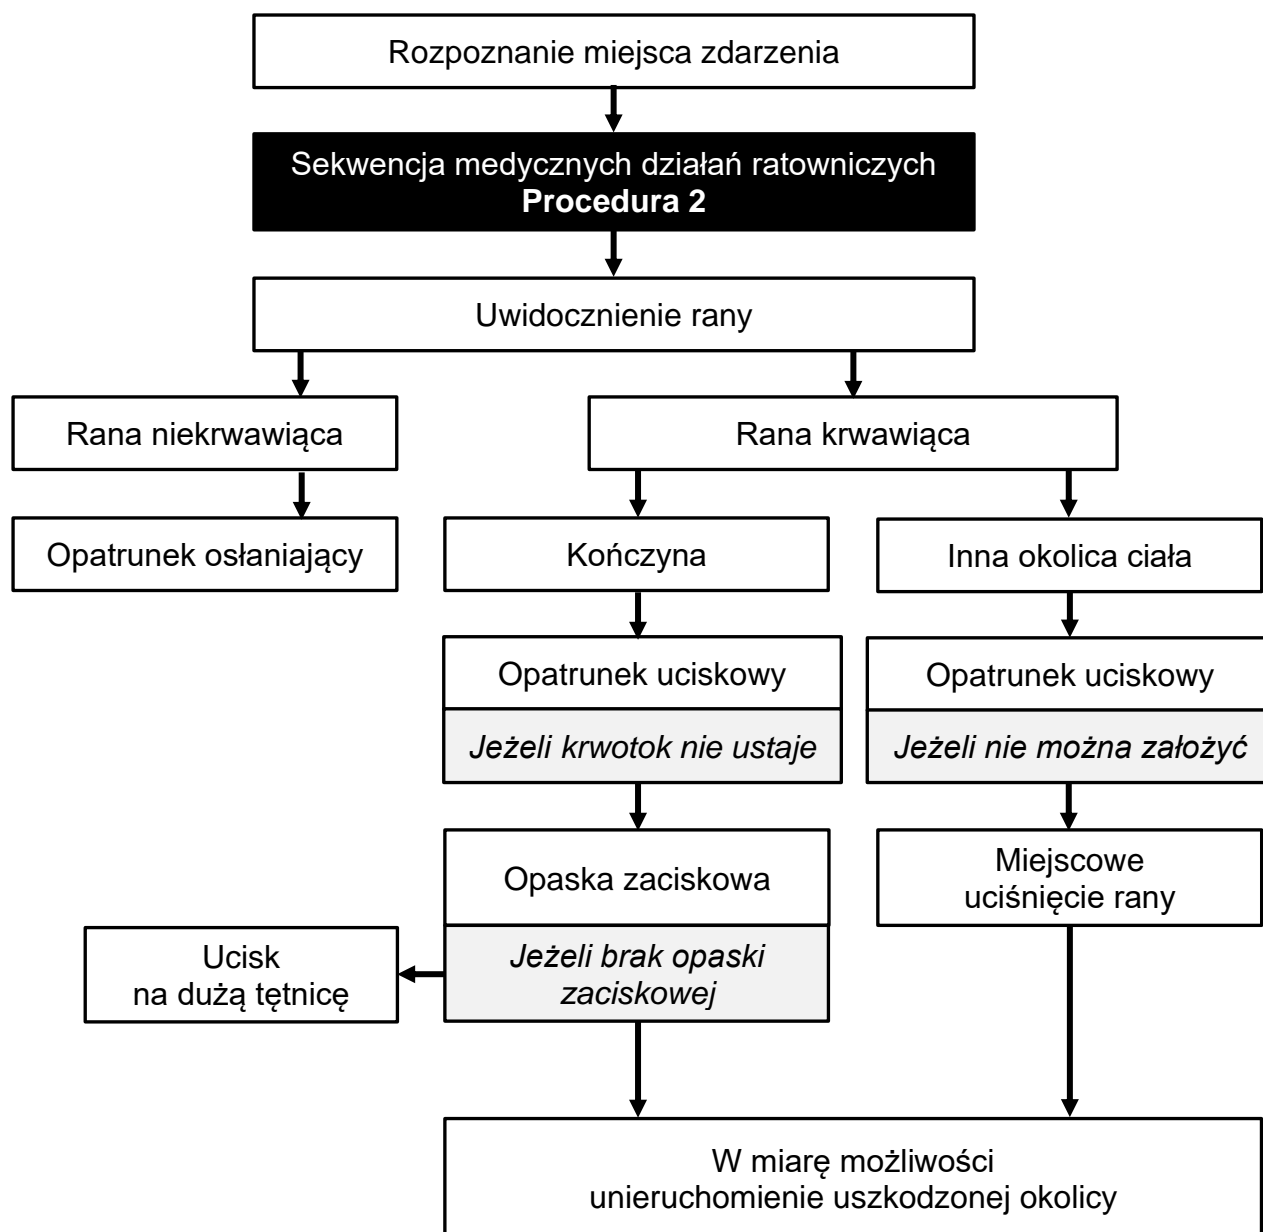 Rozpoznanie miejsca zdarzenia
Sekwencja medycznych działań ratowniczych
Procedura 2
Uwidocznienie rany
Rana niekrwawiąca
Rana krwawiąca
Opatrunek osłaniający
Kończyna
Inna okolica ciała
Opatrunek uciskowy
Jeżeli krwotok nie ustaje
Opatrunek uciskowy
Jeżeli nie można założyć
Opaska zaciskowa
Jeżeli brak opaski
zaciskowej
Miejscowe
uciśnięcie rany
Ucisk
na dużą tętnicę
W miarę możliwości
unieruchomienie uszkodzonej okolicy